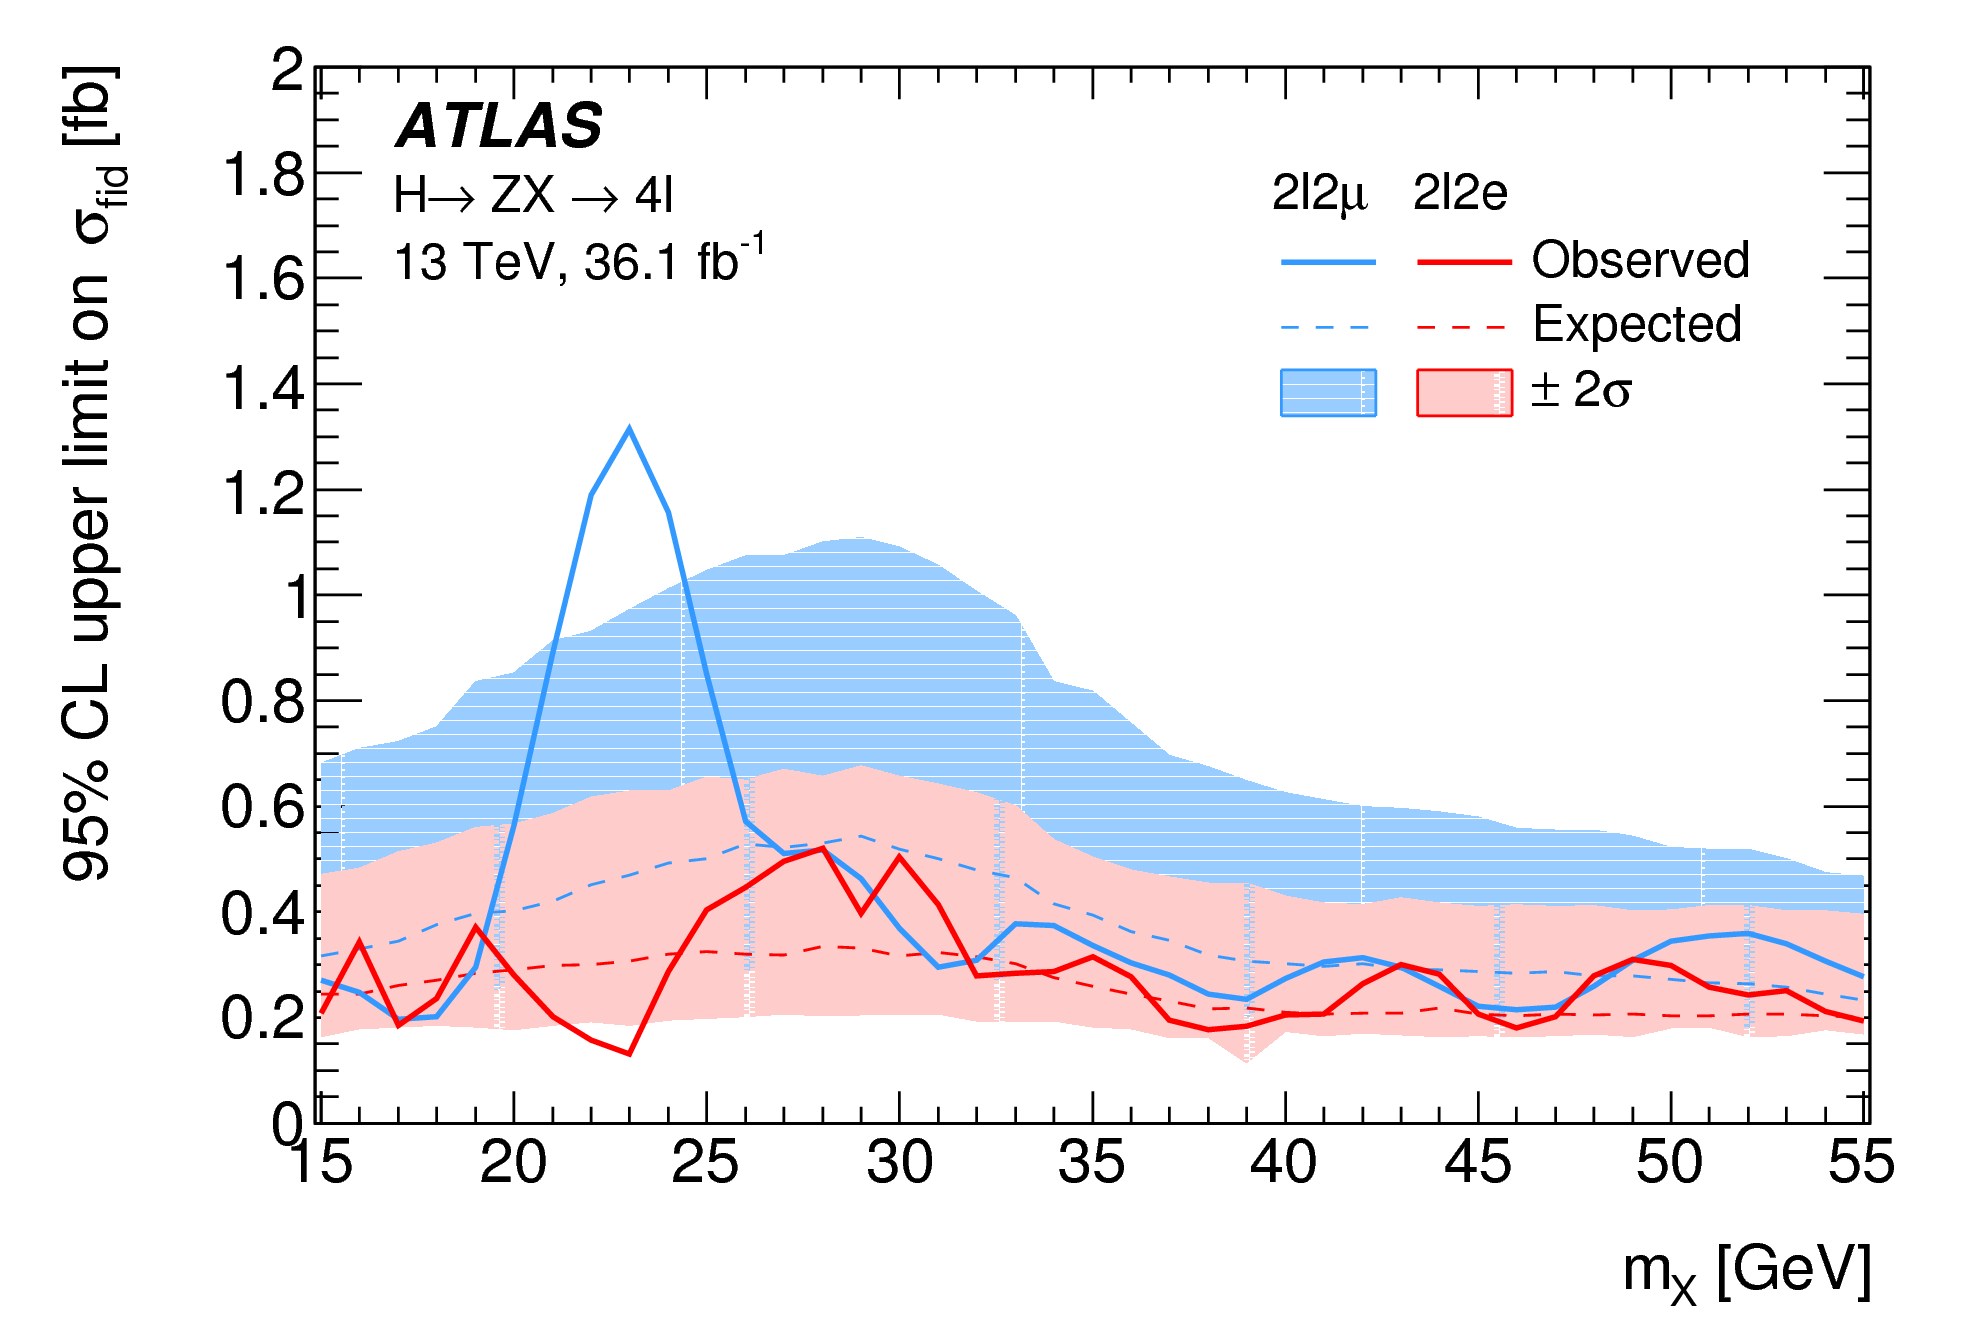 95% CL upper limit on σfid [fb]
2
1.8
1.6
1.4
1.2
1
0.8
0.6
0.4
0.2
0
ATLAS
H→ ZX → 4l
13 TeV, 36.1 fb-1
2l2μ 2l2e
Observed
Expected
± 2σ
15 20 25 30 35 40 45 50 55
mX [GeV]